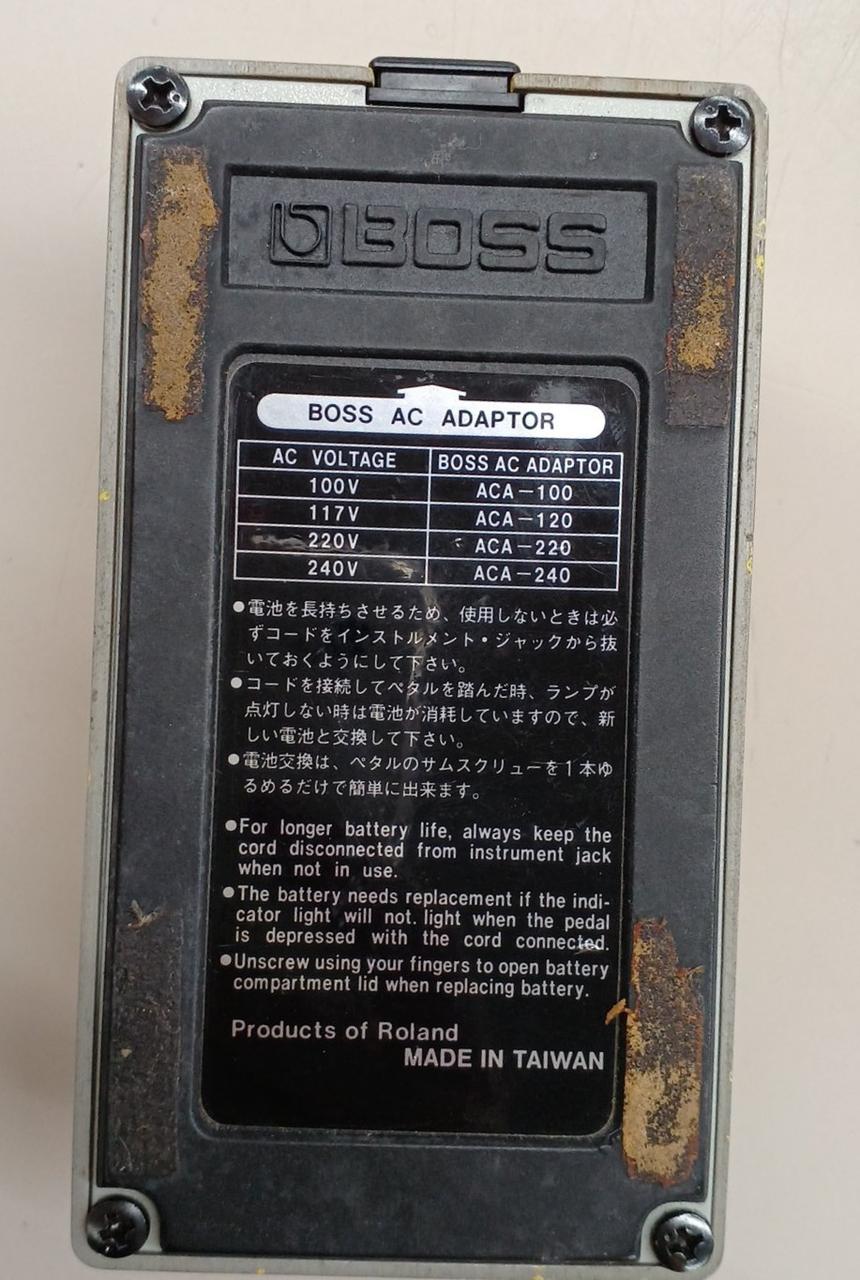 BOSS
BOSS AC ADAPTOR
AC VOLTAGE BOSS AC ADAPTOR
100V ACA-100
117V ACA-120
220V ACA-220
240V ACA-240
●電池を長持ちさせるため、使用しないときは必
ずコードをインストルメント・ジャックから抜
いておくようにして下さい。
●コードを接続してペタルを踏んだ時、ランプが
点灯しない時は電池が消耗していますので、新
しい電池と交換して下さい。
●電池交換は、ペタルのサムスクリューを1本ゆ
るめるだけで簡単に出来ます。
●For longer battery life, always keep the
cord disconnected from instrument jack
when not in use.
●The battery needs replacement if the indi-
cator light will not. light when the pedal
is depressed with the cord connected.
●Unscrew using your fingers to open battery
compartment lid when replacing battery.
Products of Roland
MADE IN TAIWAN